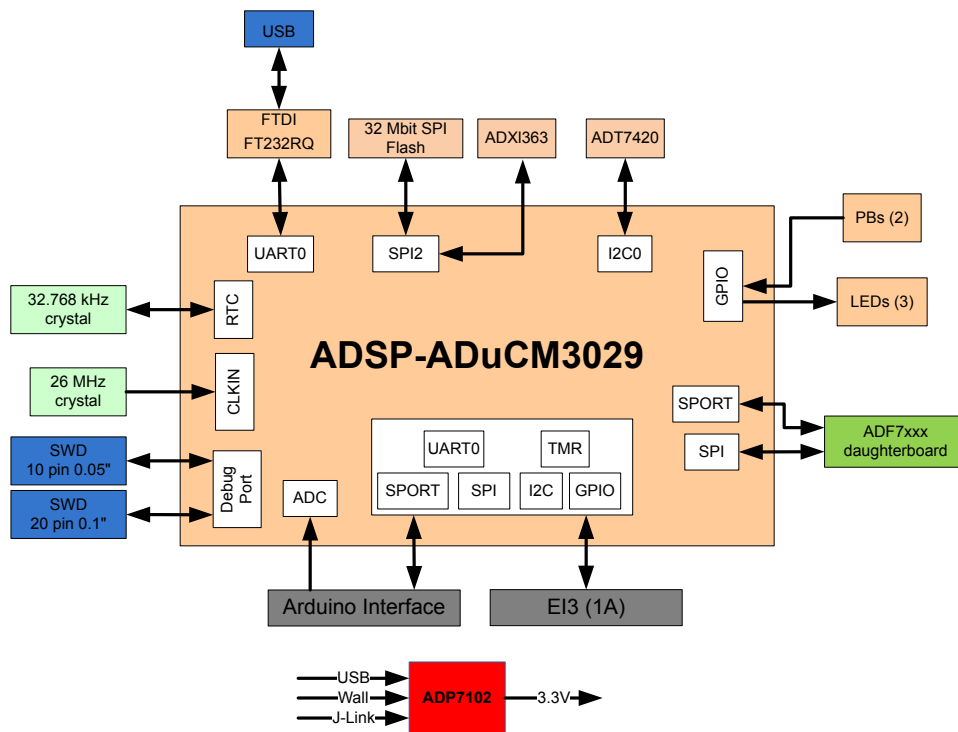 USB
FTDI
FT232RQ
32 Mbit SPI
Flash
ADXl363
ADT7420
PBs (2)
LEDs (3)
UART0
SPI2
I2C0
GPIO
32.768 kHz
crystal
RTC
26 MHz
crystal
CLKIN
ADSP-ADuCM3029
SPORT
SPI
ADF7xxx
daughterboard
SWD
10 pin 0.05"
SWD
20 pin 0.1"
Debug
Port
ADC
UART0
TMR
SPORT
SPI
I2C
GPIO
Arduino Interface
EI3 (1A)
USB
Wall
J-Link
ADP7102
3.3V